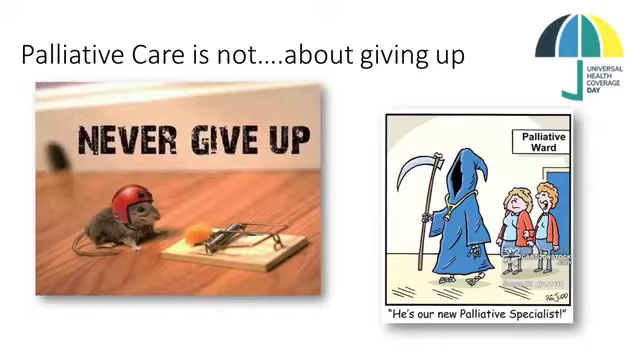 Palliative Care is not....about giving up
UNIVERSAL
HEALTH
COVERAGE
DAY
NEVER GIVE UP
Palliative
Ward
CARTOONSTOCK
"He's our new Palliative Specialist!"